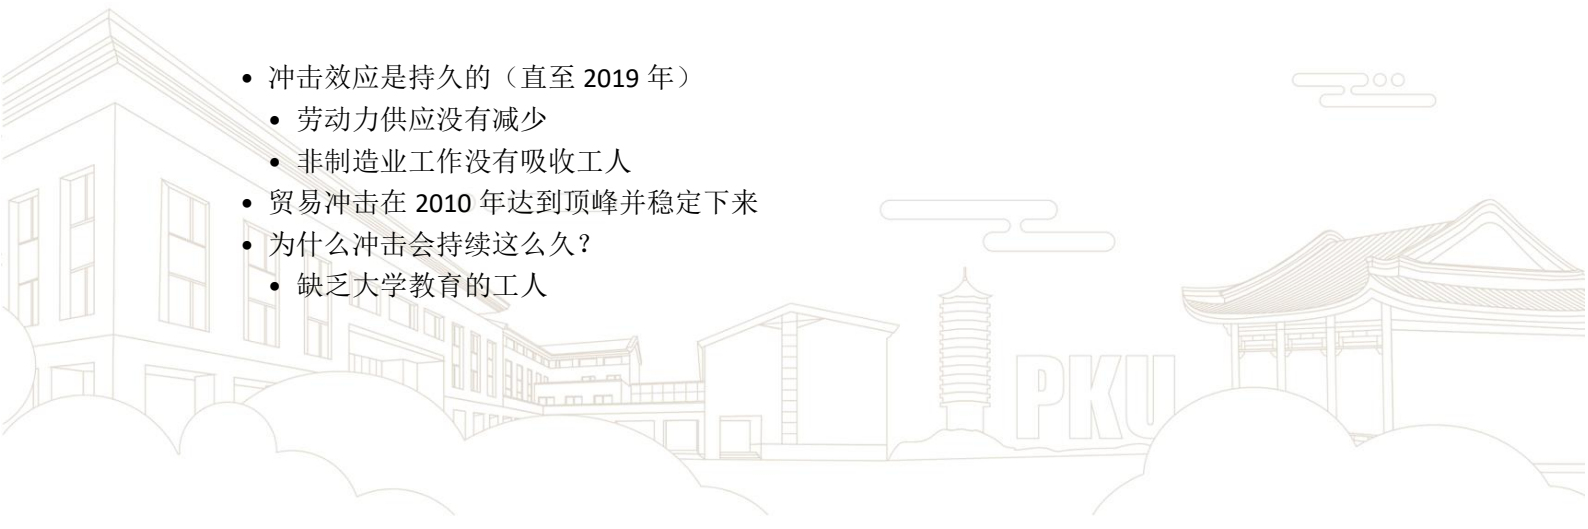 • 冲击效应是持久的（直至 2019 年）
• 劳动力供应没有减少
• 非制造业工作没有吸收工人
• 贸易冲击在 2010 年达到顶峰并稳定下来
• 为什么冲击会持续这么久？
• 缺乏大学教育的工人
PKU